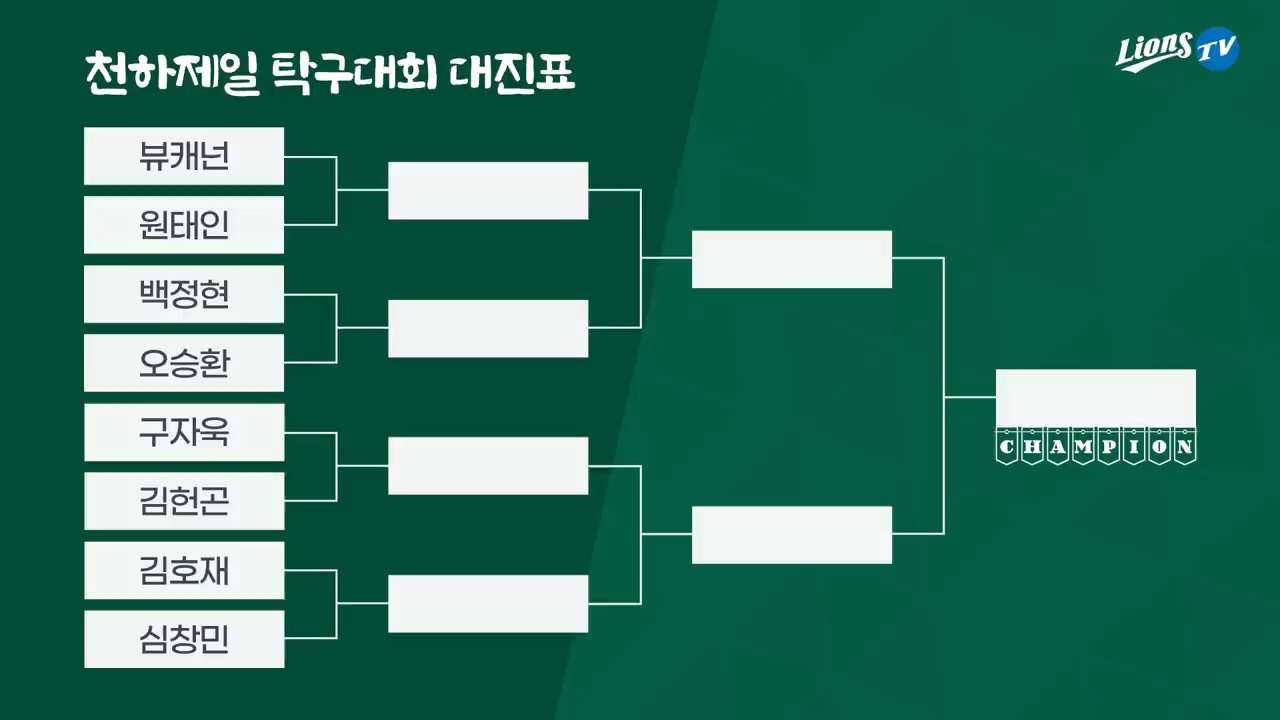 천하제일 탁구대회 대진표
Lions TV
뷰캐넌
원태인
백정현
오승환
구자욱
김헌곤
김호재
심창민
CHAMPION